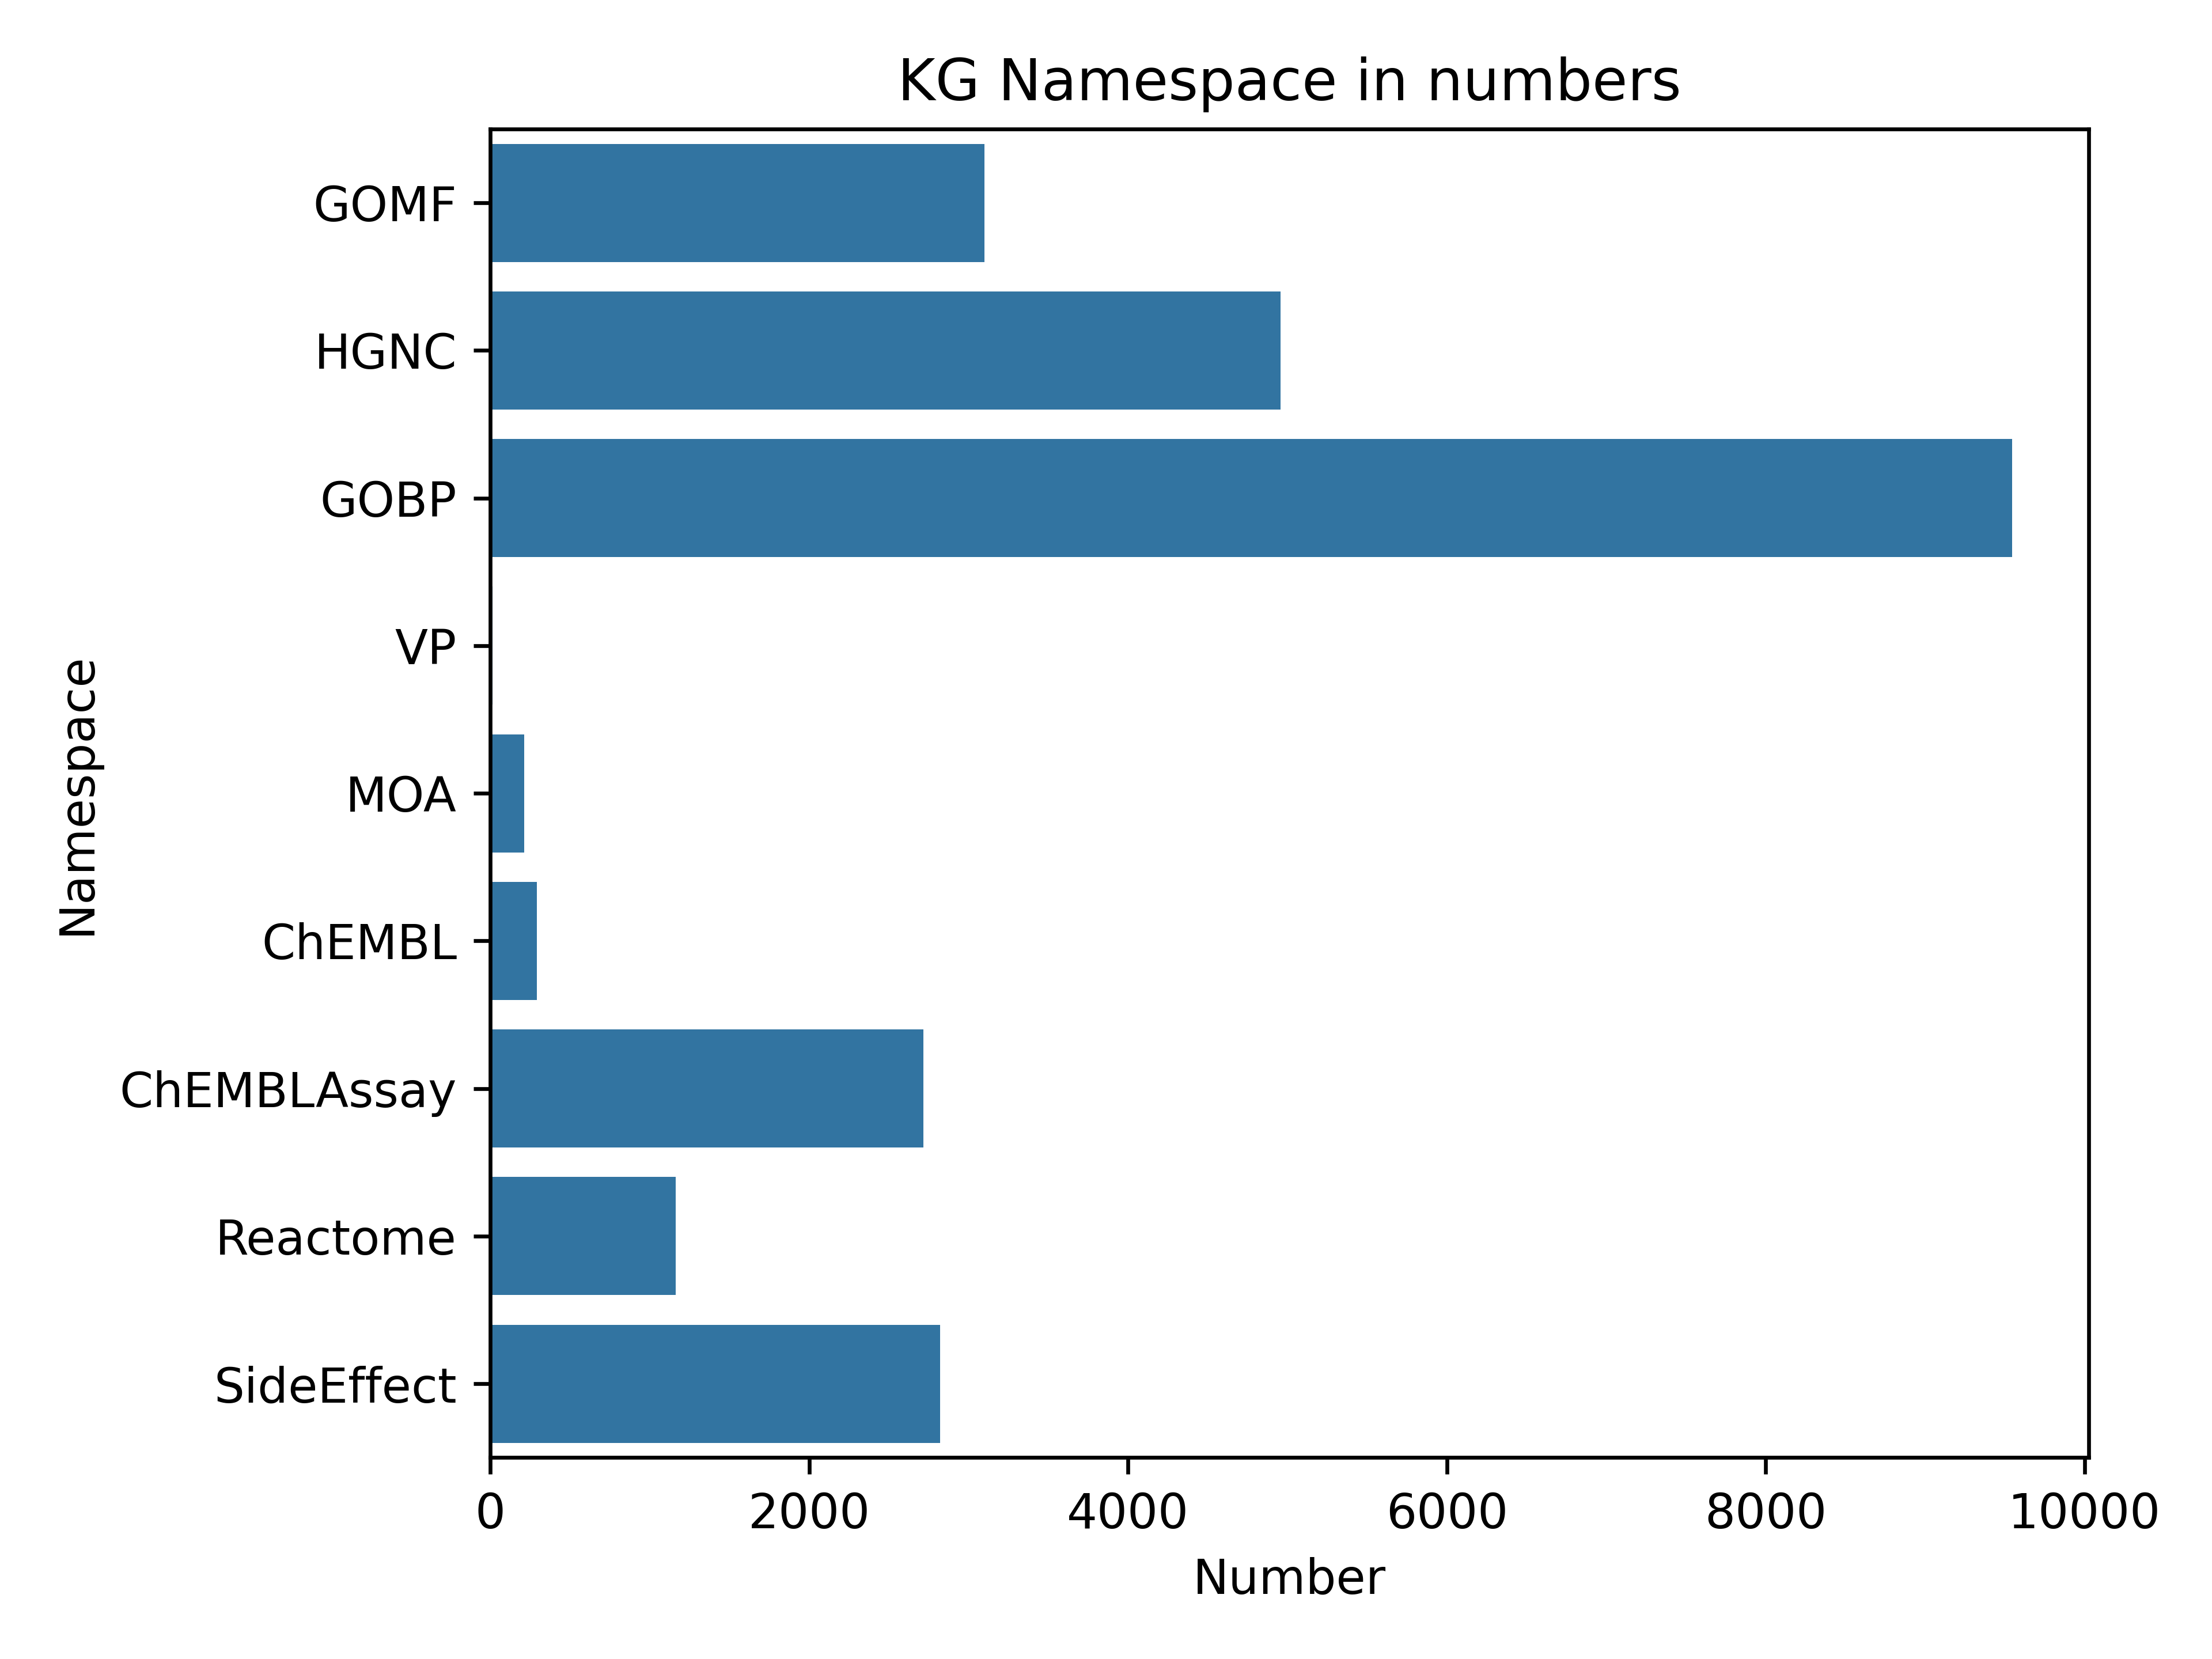 KG Namespace in numbers
GOMF
HGNC
GOBP
VP
MOA
ChEMBL
ChEMBLAssay
Reactome
SideEffect
Namespace
0 2000 4000 6000 8000 10000
Number